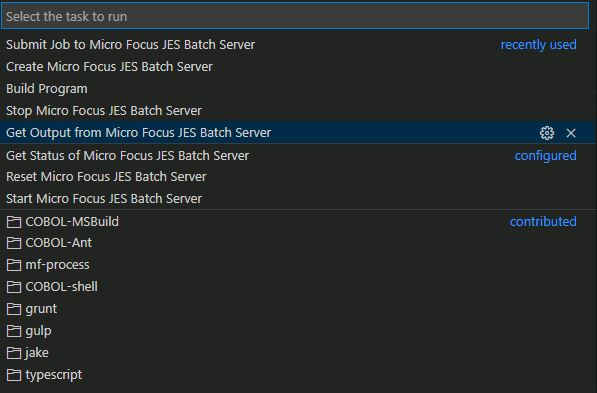 Select the task to run
Submit Job to Micro Focus JES Batch Server recently used
Create Micro Focus JES Batch Server
Build Program
Stop Micro Focus JES Batch Server
Get Output from Micro Focus JES Batch Server
Get Status of Micro Focus JES Batch Server configured
Reset Micro Focus JES Batch Server
Start Micro Focus JES Batch Server
COBOL-MSBuild contributed
COBOL-Ant
mf-process
COBOL-shell
grunt
gulp
jake
typescript